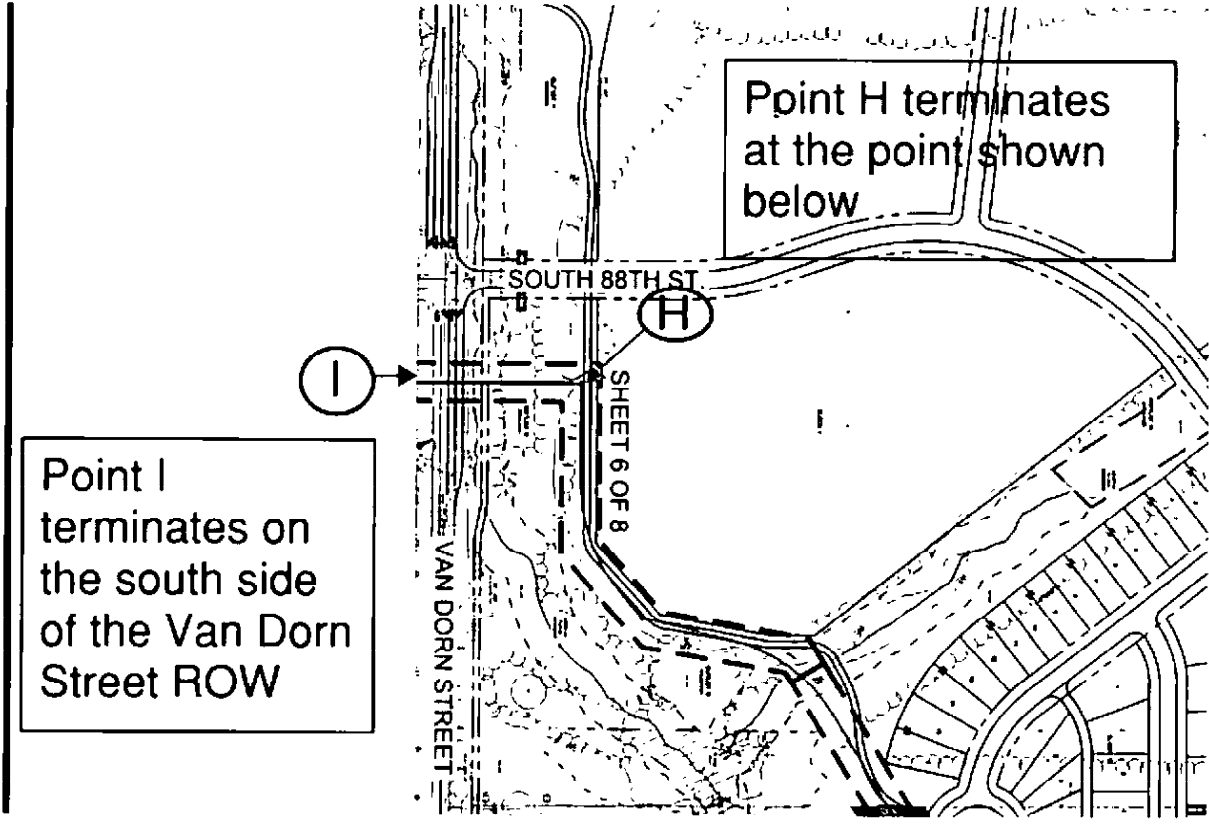 Point H terminates
at the point shown
below
SOUTH 88TH ST.
H
I
SHEET 6 OF 8
Point I
terminates on
the south side
of the Van Dorn
Street ROW
VAN DORN STREET